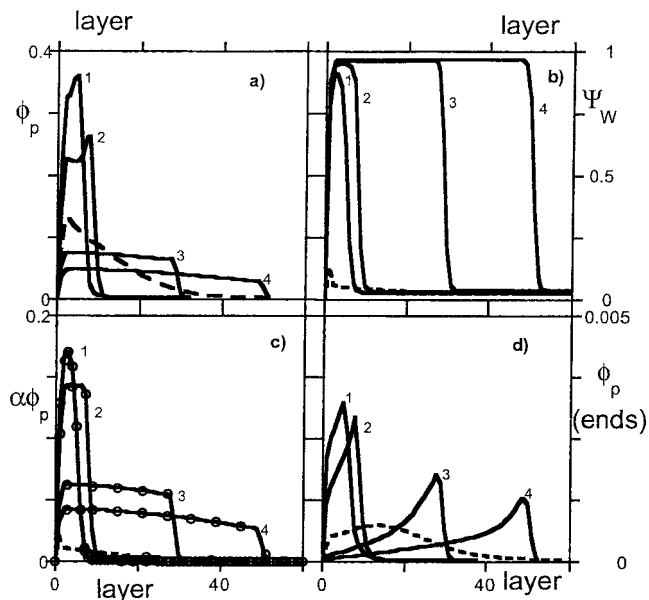 layer layer
0.4 1
a) b)
1 2 3 4
1 2 3 4
ϕp ΨW
0.5
0 0
0.2 0.005
c) d)
1 2 3 4
1 2 3 4
αϕp ϕp
(ends)
0 0
0 40 0 40
layer layer